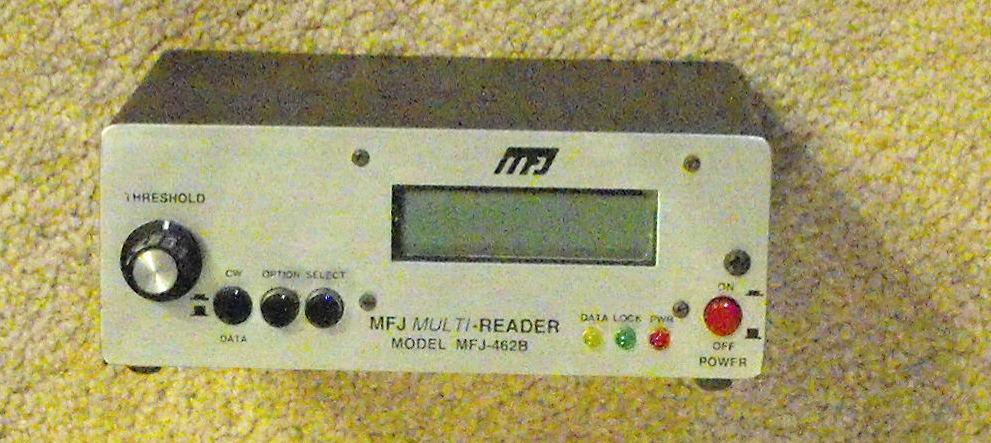 MFJ
THRESHOLD
CW
OPTION SELECT
DATA
MFJ MULTI-READER
MODEL MFJ-462B
DATA LOCK PWR
ON
OFF
POWER